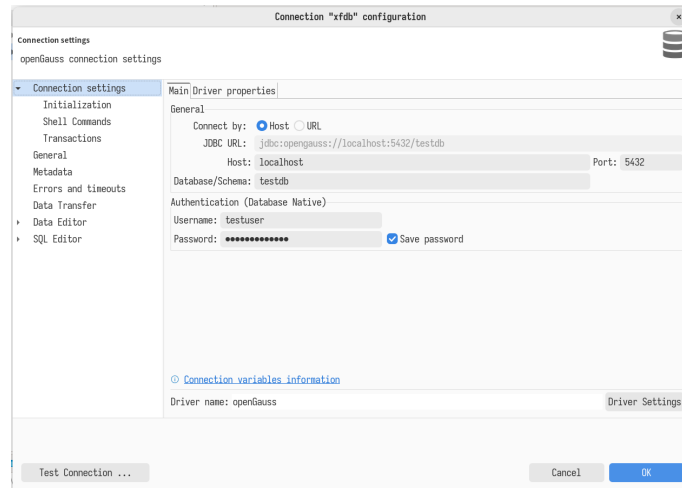 Connection "xfdb" configuration
×
Connection settings
openGauss connection settings
Connection settings
Initialization
Shell Commands
Transactions
General
Metadata
Errors and timeouts
Data Transfer
Data Editor
SQL Editor
Main Driver properties
General
Connect by: Host URL
JDBC URL: jdbc:opengauss://localhost:5432/testdb
Host: localhost Port: 5432
Database/Schema: testdb
Authentication (Database Native)
Username: testuser
Password: ••••••••••••• Save password
Connection variables information
Driver name: openGauss Driver Settings
Test Connection ... Cancel OK